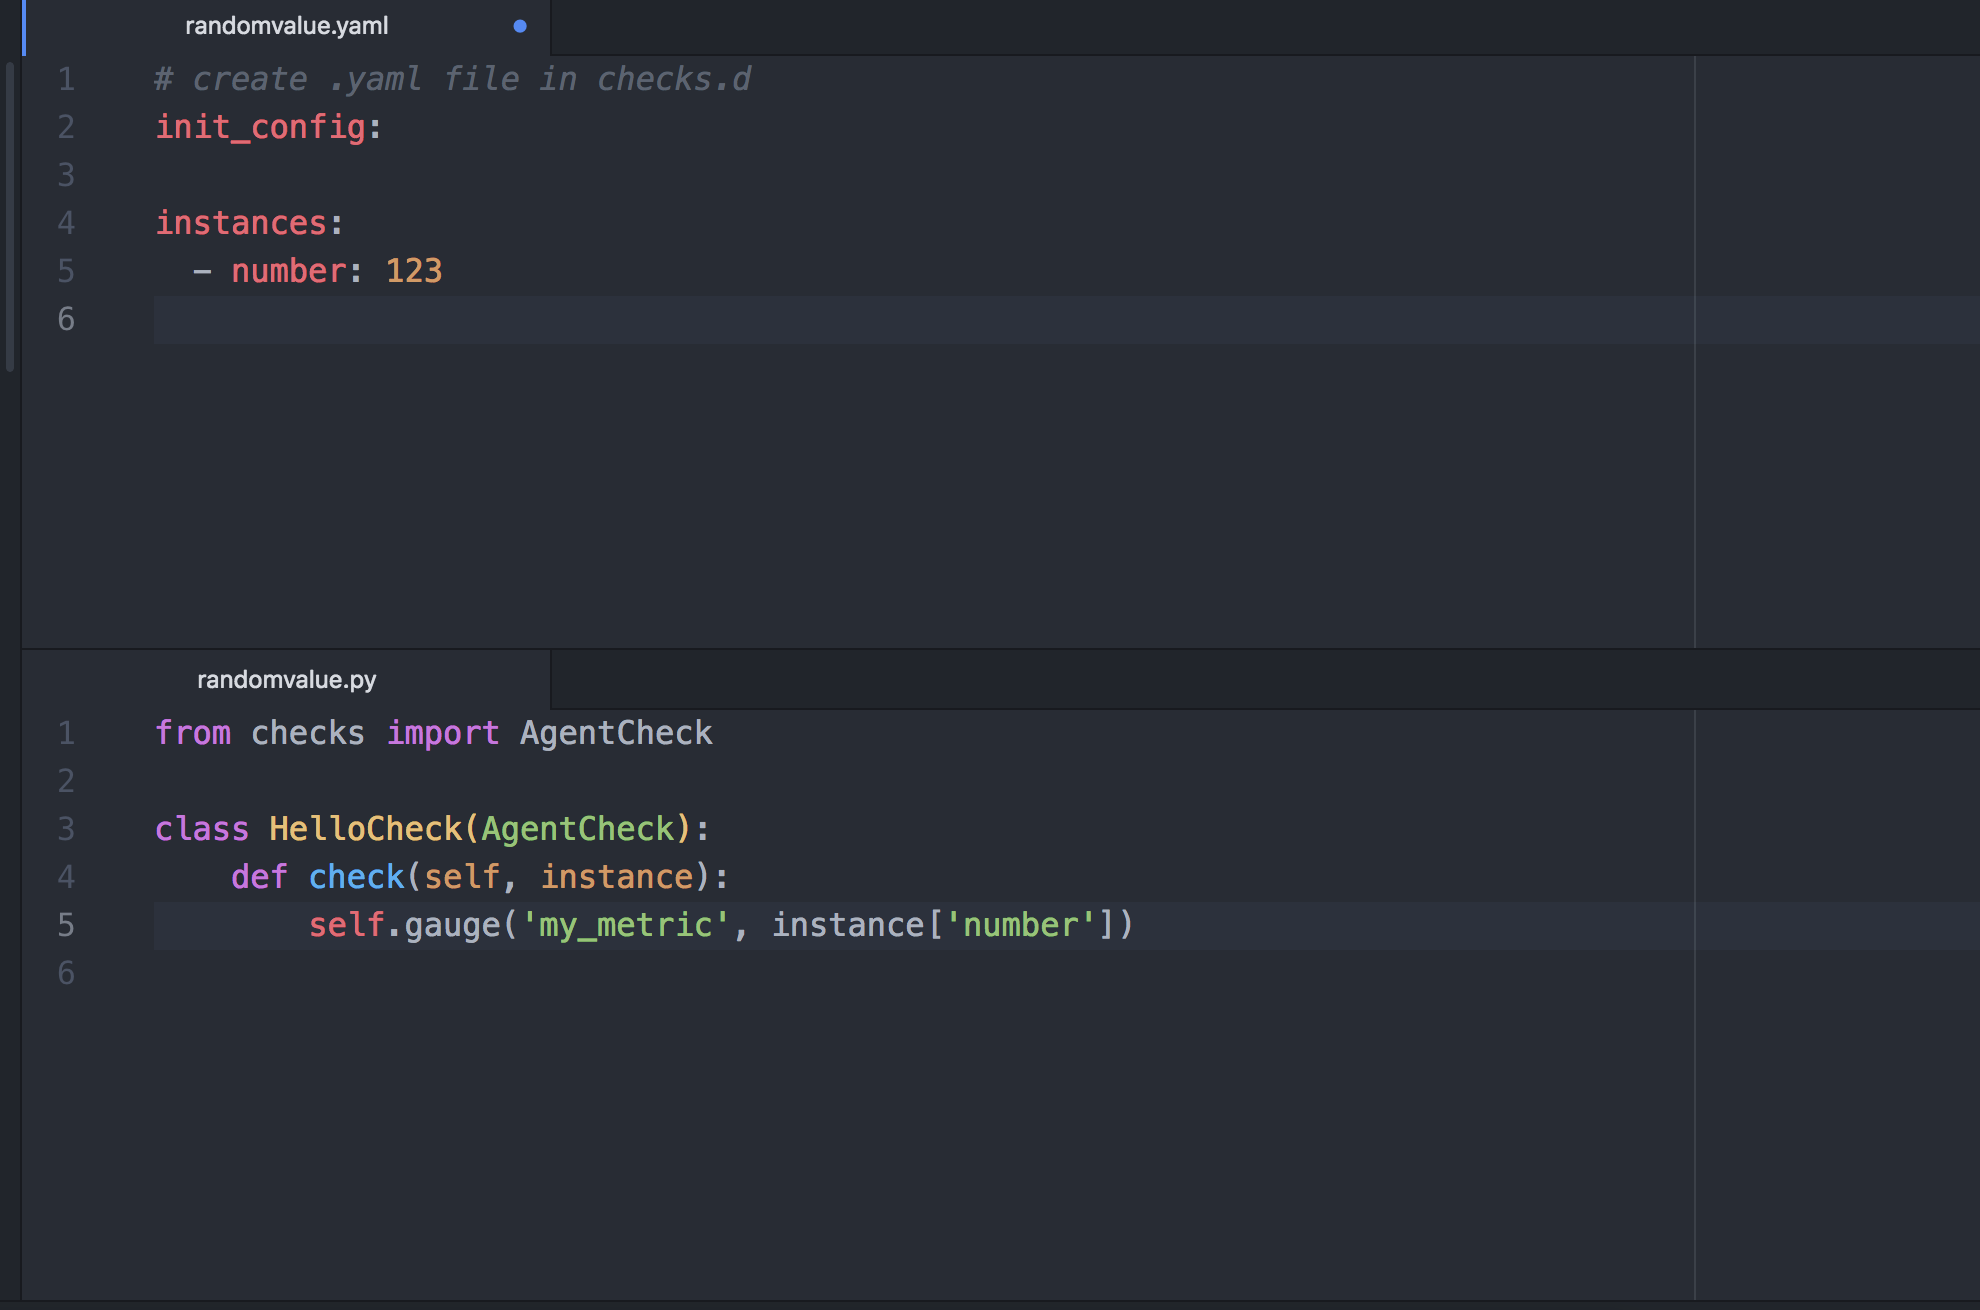 randomvalue.yaml
1 # create .yaml file in checks.d
2 init_config:
3
4 instances:
5   - number: 123
6
randomvalue.py
1 from checks import AgentCheck
2
3 class HelloCheck(AgentCheck):
4     def check(self, instance):
5         self.gauge('my_metric', instance['number'])
6